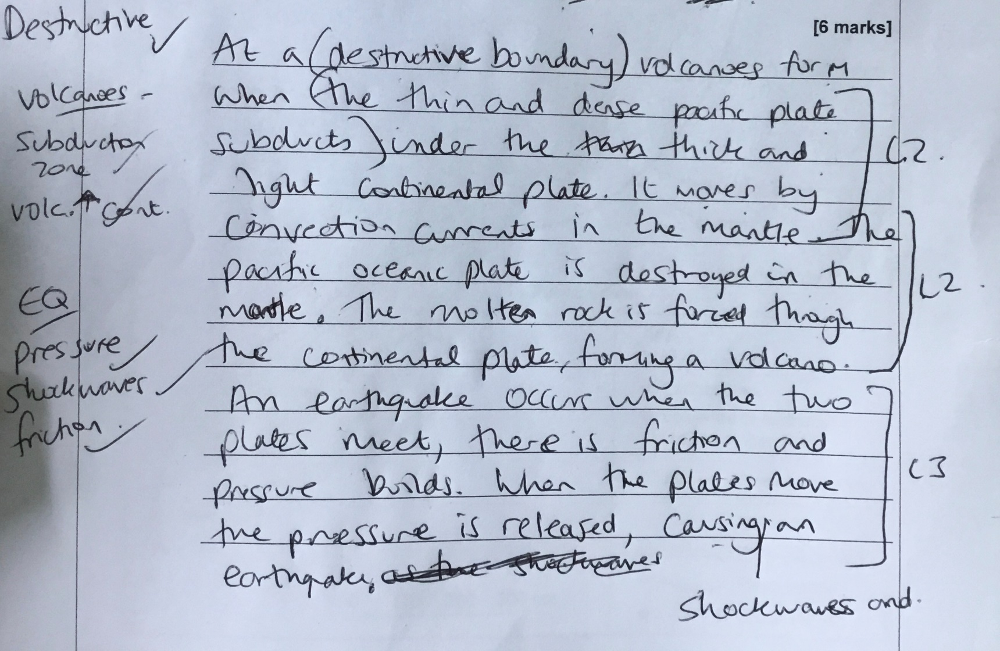 [6 marks]
Destructive
volcanoes -
Subduction
zone
volc. ↑ cont.
EQ
pressure
shockwaves
friction.
At a (destructive boundary) volcanoes form
when (the thin and dense pacific plate
subducts) under the thick and
light continental plate. It moves by
convection currents in the mantle. The
pacific oceanic plate is destroyed in the
mantle. The molten rock is forced though
the continental plate, forming a volcano.
An earthquake occurs when the two
plates meet, there is friction and
pressure builds. When the plates move
the pressure is released, causing an
earthquake. as the shockwaves
shockwaves and.
L2.
L2.
L3